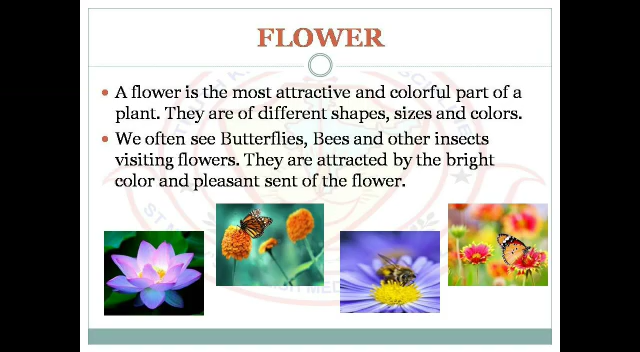 FLOWER
• A flower is the most attractive and colorful part of a
plant. They are of different shapes, sizes and colors.
• We often see Butterflies, Bees and other insects
visiting flowers. They are attracted by the bright
color and pleasant sent of the flower.